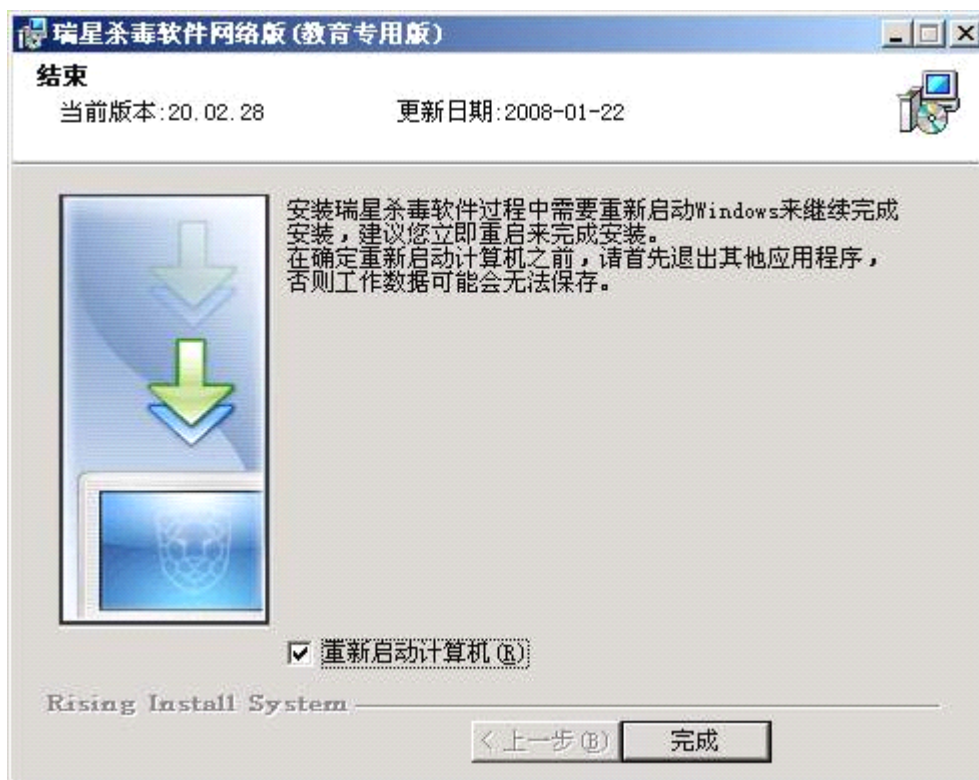 瑞星杀毒软件网络版(教育专用版)
结束
当前版本:20.02.28 更新日期:2008-01-22
安装瑞星杀毒软件过程中需要重新启动Windows来继续完成
安装，建议您立即重启来完成安装。
在确定重新启动计算机之前，请首先退出其他应用程序，
否则工作数据可能会无法保存。
重新启动计算机(R)
Rising Install System
<上一步(B) 完成